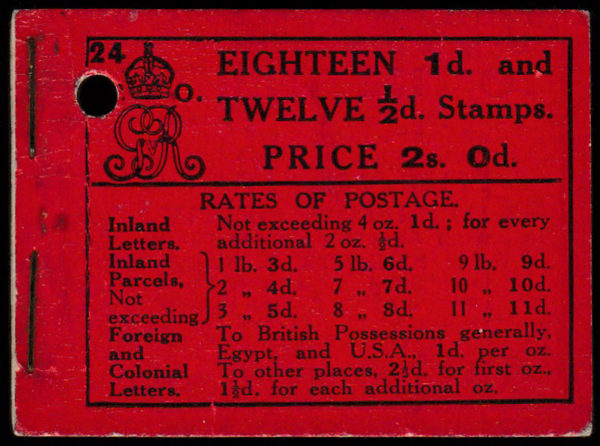 24
O.
GR
EIGHTEEN 1d. and
TWELVE ½d. Stamps.
PRICE 2s. 0d.
RATES OF POSTAGE.
Inland Letters. Not exceeding 4 oz. 1d.; for every additional 2 oz. ½d.
Inland Parcels, Not exceeding
1 lb. 3d. 5 lb. 6d. 9 lb. 9d.
2 „ 4d. 7 „ 7d. 10 „ 10d.
3 „ 5d. 8 „ 8d. 11 „ 11d.
Foreign and Colonial Letters. To British Possessions generally, Egypt, and U.S.A., 1d. per oz.
To other places, 2½d. for first oz., 1½d. for each additional oz.